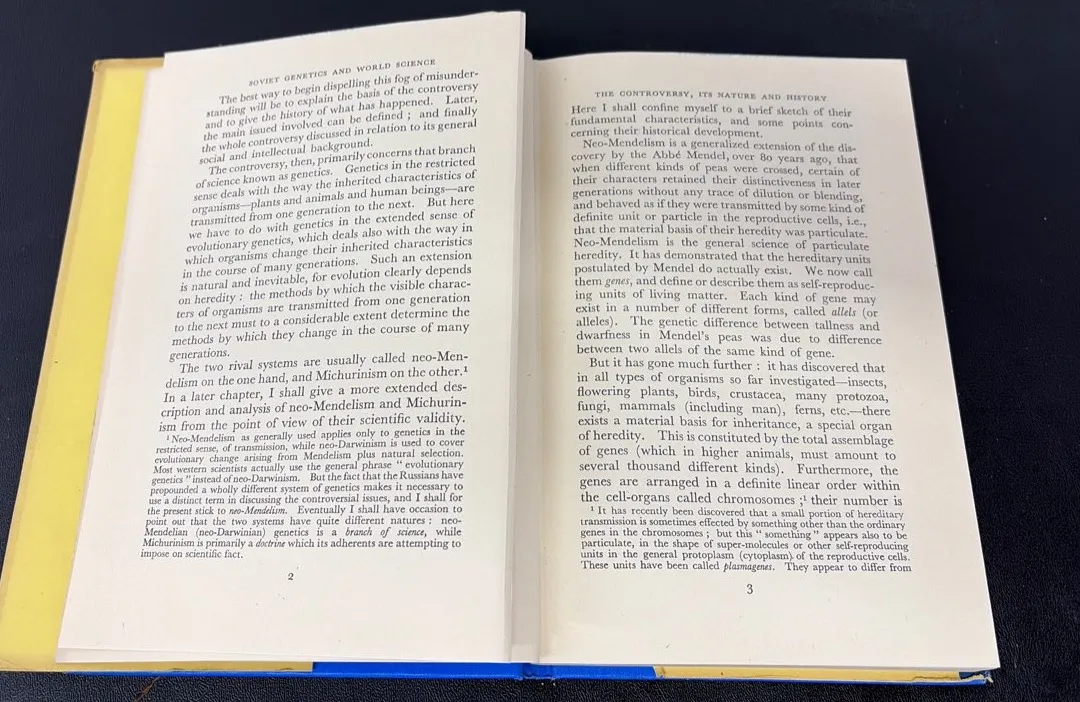 SOVIET GENETICS AND WORLD SCIENCE
The best way to begin dispelling this fog of misunder-
standing will be to explain the basis of the controversy
and to give the history of what has happened. Later,
the main issued involved can be defined ; and finally
the whole controversy discussed in relation to its general
social and intellectual background.
The controversy, then, primarily concerns that branch
of science known as genetics. Genetics in the restricted
sense deals with the way the inherited characteristics of
organisms—plants and animals and human beings—are
transmitted from one generation to the next. But here
we have to do with genetics in the extended sense of
evolutionary genetics, which deals also with the way in
which organisms change their inherited characteristics
in the course of many generations. Such an extension
is natural and inevitable, for evolution clearly depends
on heredity : the methods by which the visible charac-
ters of organisms are transmitted from one generation
to the next must to a considerable extent determine the
methods by which they change in the course of many
generations.
The two rival systems are usually called neo-Men-
delism on the one hand, and Michurinism on the other.¹
In a later chapter, I shall give a more extended des-
cription and analysis of neo-Mendelism and Michurin-
ism from the point of view of their scientific validity.
¹ Neo-Mendelism as generally used applies only to genetics in the
restricted sense, of transmission, while neo-Darwinism is used to cover
evolutionary change arising from Mendelism plus natural selection.
Most western scientists actually use the general phrase “ evolutionary
genetics ” instead of neo-Darwinism. But the fact that the Russians have
propounded a wholly different system of genetics makes it necessary to
use a distinct term in discussing the controversial issues, and I shall for
the present stick to neo-Mendelism. Eventually I shall have occasion to
point out that the two systems have quite different natures : neo-
Mendelian (neo-Darwinian) genetics is a branch of science, while
Michurinism is primarily a doctrine which its adherents are attempting to
impose on scientific fact.
2
THE CONTROVERSY, ITS NATURE AND HISTORY
Here I shall confine myself to a brief sketch of their
fundamental characteristics, and some points con-
cerning their historical development.
Neo-Mendelism is a generalized extension of the dis-
covery by the Abbé Mendel, over 80 years ago, that
when different kinds of peas were crossed, certain of
their characters retained their distinctiveness in later
generations without any trace of dilution or blending,
and behaved as if they were transmitted by some kind of
definite unit or particle in the reproductive cells, i.e.,
that the material basis of their heredity was particulate.
Neo-Mendelism is the general science of particulate
heredity. It has demonstrated that the hereditary units
postulated by Mendel do actually exist. We now call
them genes, and define or describe them as self-reproduc-
ing units of living matter. Each kind of gene may
exist in a number of different forms, called allels (or
alleles). The genetic difference between tallness and
dwarfness in Mendel's peas was due to difference
between two allels of the same kind of gene.
But it has gone much further : it has discovered that
in all types of organisms so far investigated—insects,
flowering plants, birds, crustacea, many protozoa,
fungi, mammals (including man), ferns, etc.—there
exists a material basis for inheritance, a special organ
of heredity. This is constituted by the total assemblage
of genes (which in higher animals, must amount to
several thousand different kinds). Furthermore, the
genes are arranged in a definite linear order within
the cell-organs called chromosomes ;¹ their number is
¹ It has recently been discovered that a small portion of hereditary
transmission is sometimes effected by something other than the ordinary
genes in the chromosomes ; but this “ something ” appears also to be
particulate, in the shape of super-molecules or other self-reproducing
units in the general protoplasm (cytoplasm) of the reproductive cells.
These units have been called plasmagenes. They appear to differ from
3